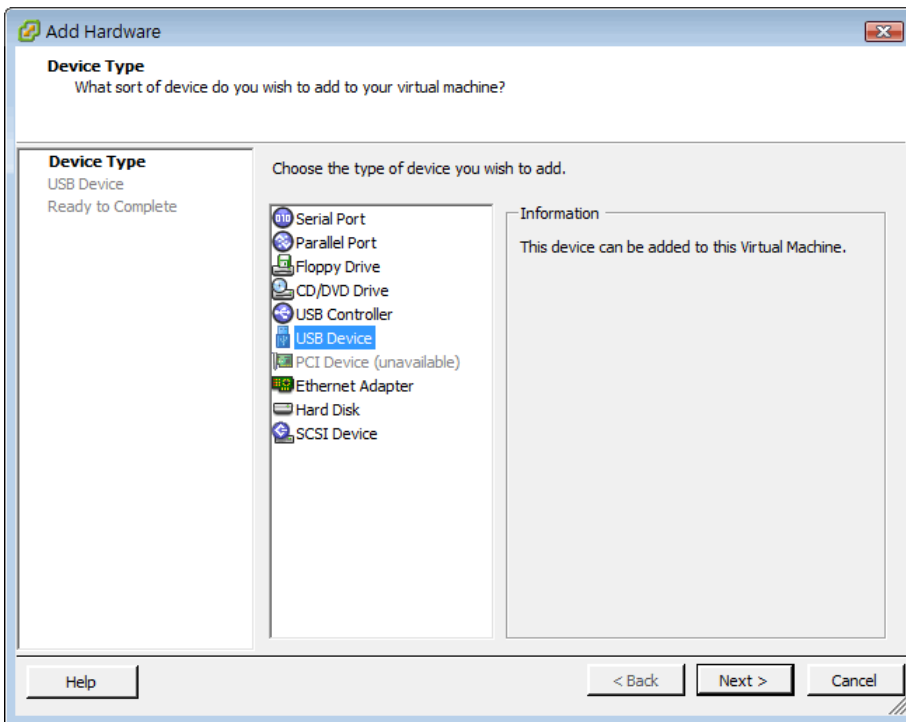 Add Hardware
Device Type
What sort of device do you wish to add to your virtual machine?
Device Type
USB Device
Ready to Complete
Choose the type of device you wish to add.
Serial Port
Parallel Port
Floppy Drive
CD/DVD Drive
USB Controller
USB Device
PCI Device (unavailable)
Ethernet Adapter
Hard Disk
SCSI Device
Information
This device can be added to this Virtual Machine.
Help
< Back
Next >
Cancel